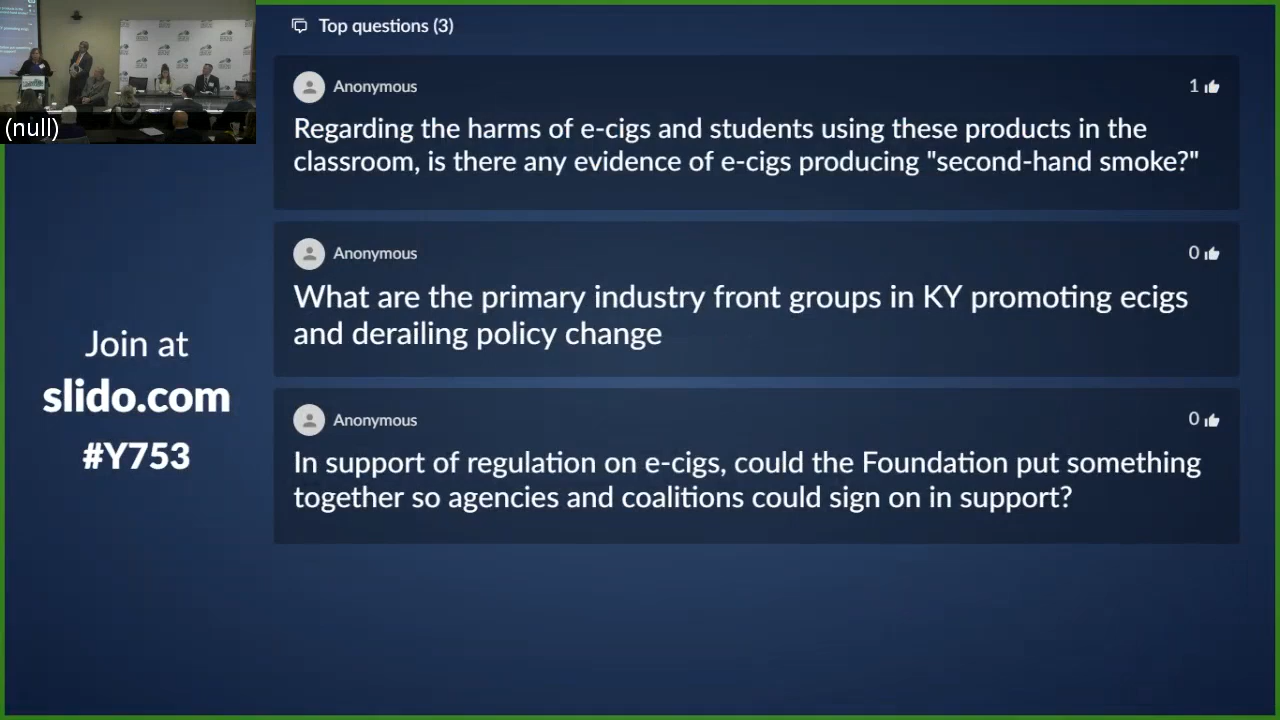 Top questions (3)
(null)
Anonymous
1
Regarding the harms of e-cigs and students using these products in the
classroom, is there any evidence of e-cigs producing "second-hand smoke?"
Anonymous
0
What are the primary industry front groups in KY promoting ecigs
and derailing policy change
Join at
slido.com
#Y753
Anonymous
0
In support of regulation on e-cigs, could the Foundation put something
together so agencies and coalitions could sign on in support?